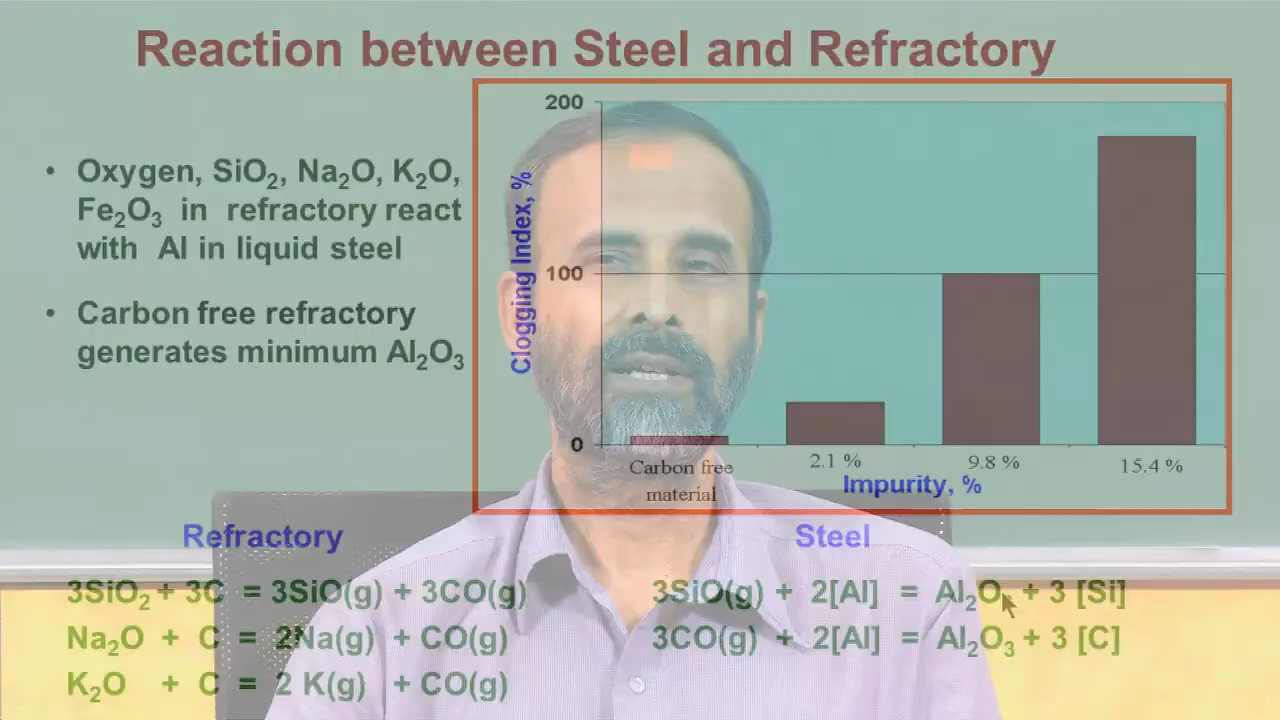 Reaction between Steel and Refractory
• Oxygen, SiO₂, Na₂O, K₂O,
Fe₂O₃ in refractory react
with Al in liquid steel
• Carbon free refractory
generates minimum Al₂O₃
Clogging Index, %
200
100
0
Carbon free
material
2.1 %
9.8 %
15.4 %
Impurity, %
Refractory
3SiO₂ + 3C = 3SiO(g) + 3CO(g)
Na₂O + C = 2Na(g) + CO(g)
K₂O + C = 2 K(g) + CO(g)
Steel
3SiO(g) + 2[Al] = Al₂O₃ + 3 [Si]
3CO(g) + 2[Al] = Al₂O₃ + 3 [C]